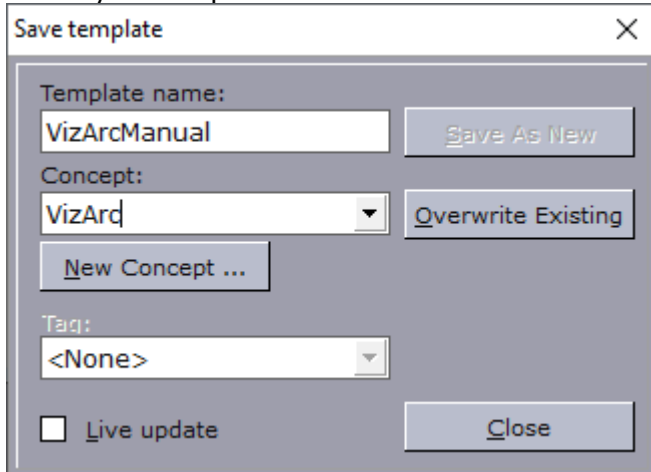 Save template
Template name:
VizArcManual
Save As New
Concept:
VizArc
Overwrite Existing
New Concept ...
Tag:
<None>
Live update
Close